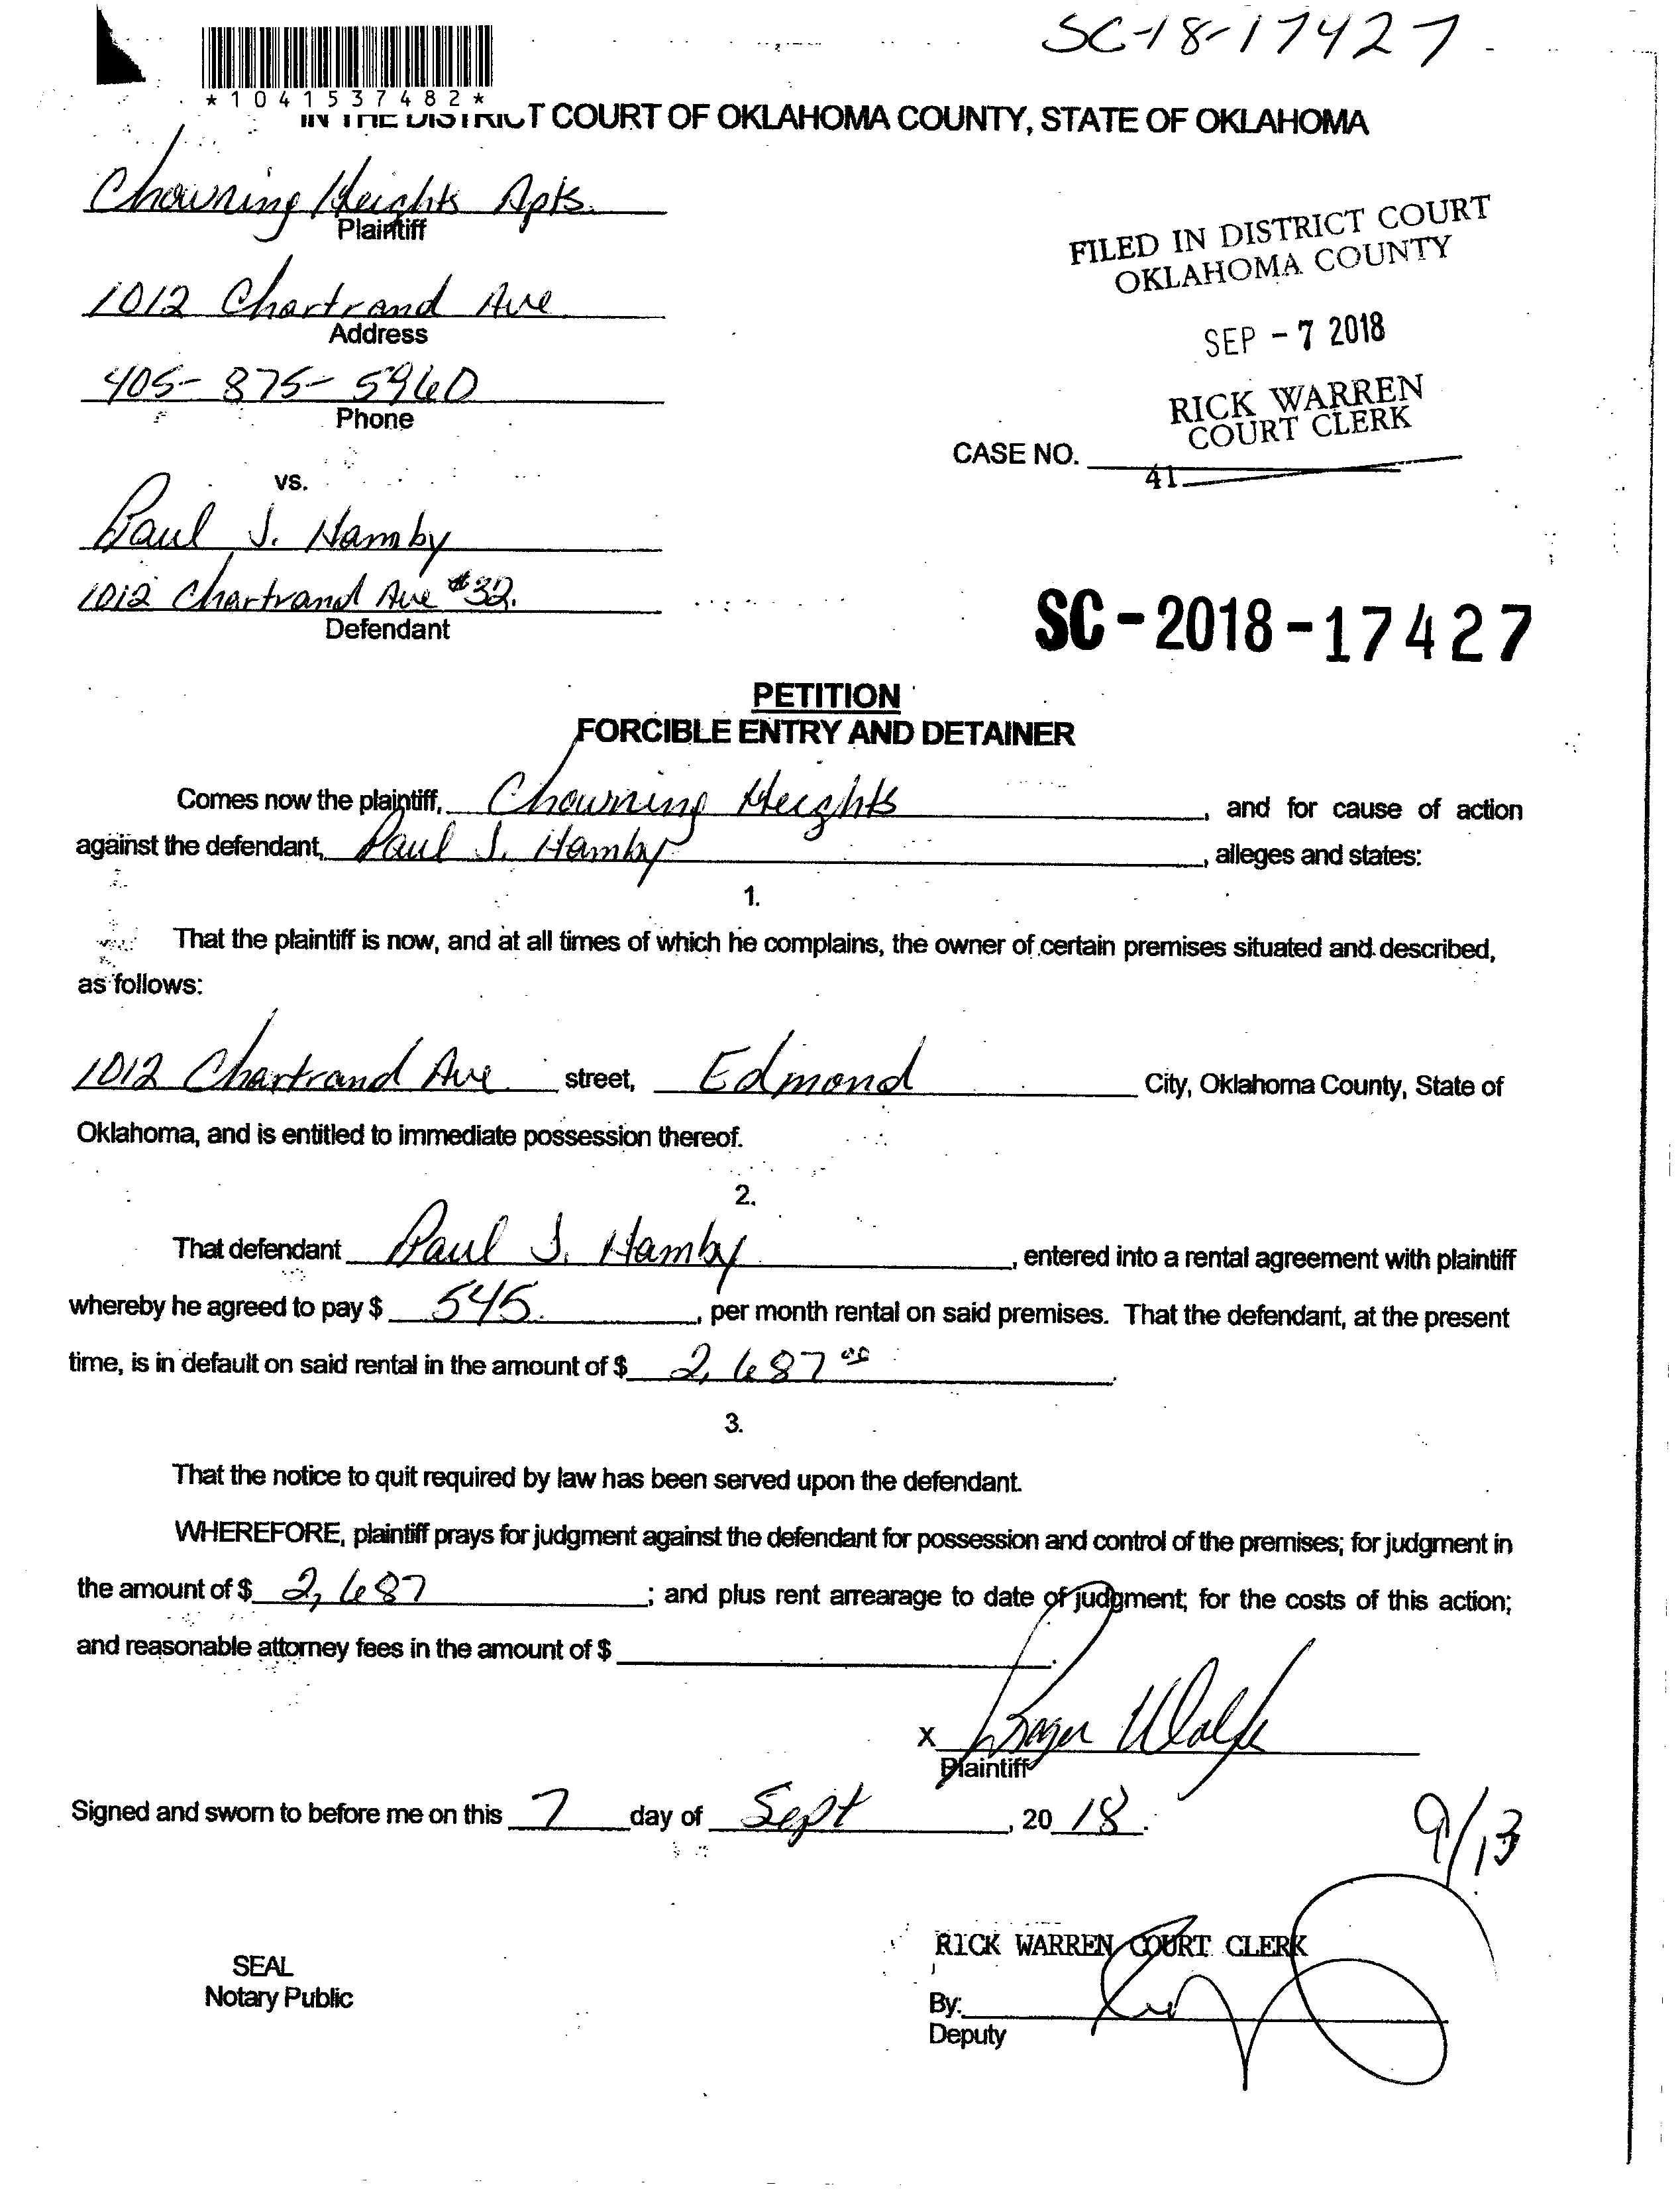 SC-18-17427
*1041537482*
IN THE DISTRICT COURT OF OKLAHOMA COUNTY, STATE OF OKLAHOMA
Chowning Heights Apts.
Plaintiff
1012 Chartrand Ave
Address
405-875-5960
Phone
FILED IN DISTRICT COURT
OKLAHOMA COUNTY
SEP - 7 2018
RICK WARREN
COURT CLERK
CASE NO.
41
vs.
Paul J. Hamby
1012 Chartrand Ave #32.
Defendant
SC-2018-17427
PETITION
FORCIBLE ENTRY AND DETAINER
Comes now the plaintiff, Chowning Heights, and for cause of action
against the defendant, Paul J. Hamby, alleges and states:
1.
That the plaintiff is now, and at all times of which he complains, the owner of certain premises situated and described,
as follows:
1012 Chartrand Ave street, Edmond City, Oklahoma County, State of
Oklahoma, and is entitled to immediate possession thereof.
2.
That defendant Paul J. Hamby, entered into a rental agreement with plaintiff
whereby he agreed to pay $ 545., per month rental on said premises. That the defendant, at the present
time, is in default on said rental in the amount of $ 2,687 00.
3.
That the notice to quit required by law has been served upon the defendant.
WHEREFORE, plaintiff prays for judgment against the defendant for possession and control of the premises; for judgment in
the amount of $ 2,687; and plus rent arrearage to date of judgment; for the costs of this action;
and reasonable attorney fees in the amount of $ .
X Roger Wolfe
Plaintiff
Signed and sworn to before me on this 7 day of Sept, 20 18.
9/13
RICK WARREN COURT CLERK
SEAL
Notary Public
By:
Deputy